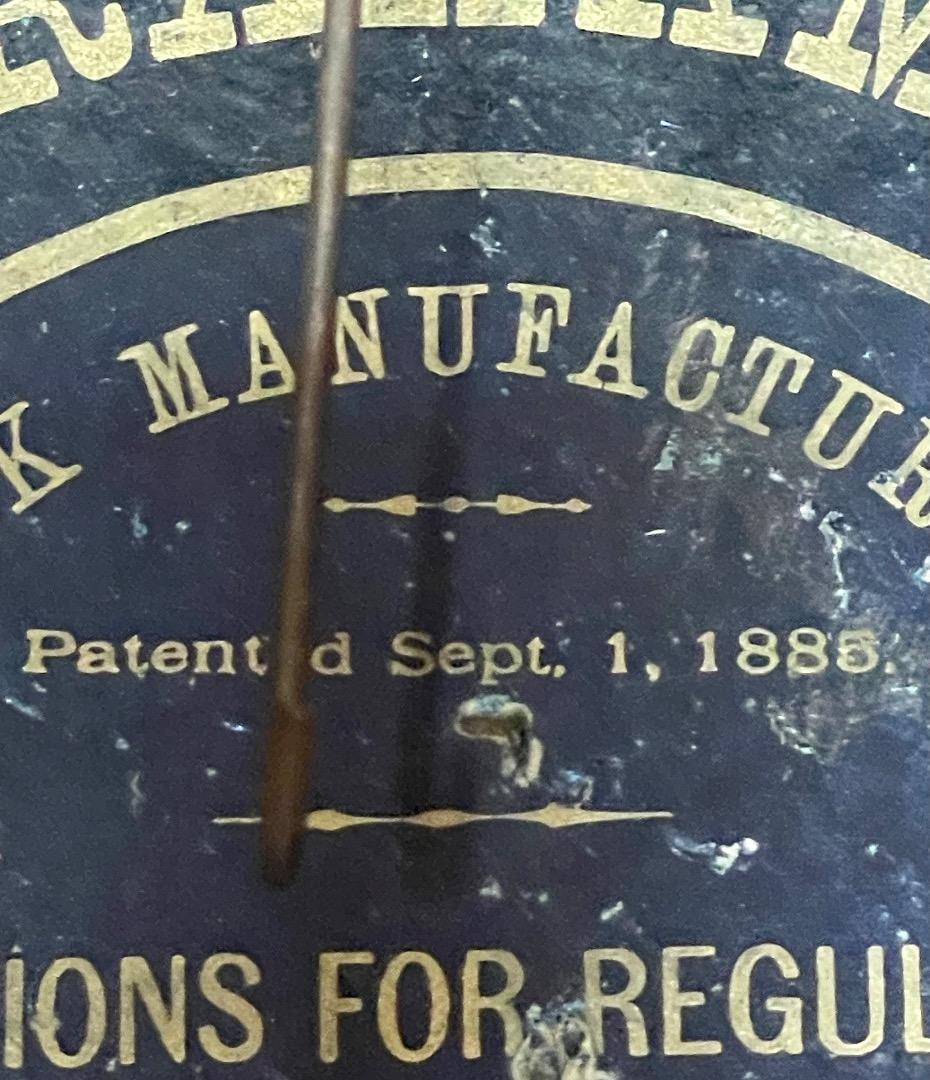 K MANUFACTUR
Patent d Sept. 1, 1885.
IONS FOR REGUL